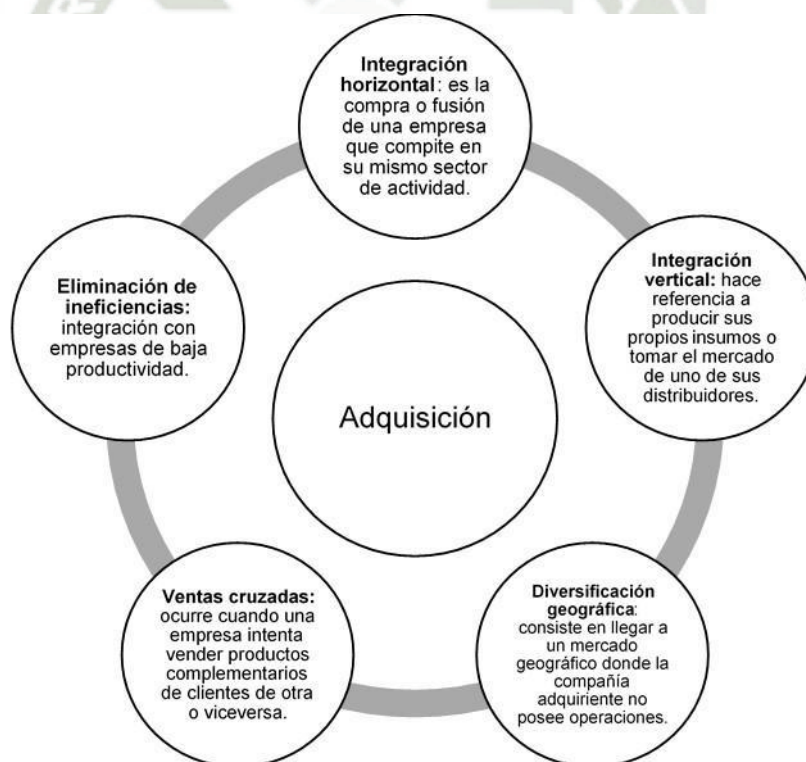 Integración
horizontal: es la
compra o fusión
de una empresa
que compite en
su mismo sector
de actividad.
Integración
vertical: hace
referencia a
producir sus
propios insumos o
tomar el mercado
de uno de sus
distribuidores.
Diversificación
geográfica:
consiste en llegar a
un mercado
geográfico donde la
compañía
adquiriente no
posee operaciones.
Ventas cruzadas:
ocurre cuando una
empresa intenta
vender productos
complementarios
de clientes de otra
o viceversa.
Eliminación de
ineficiencias:
integración con
empresas de baja
productividad.
Adquisición